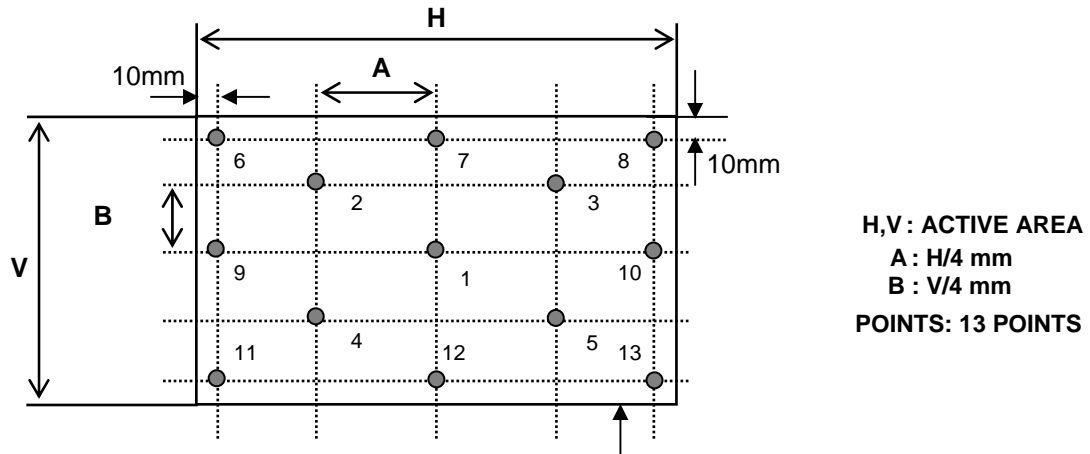 H
10mm
A
6
7
8
10mm
2
3
B
V
9
1
10
4
5
11
12
13
H,V : ACTIVE AREA
A : H/4 mm
B : V/4 mm
POINTS: 13 POINTS